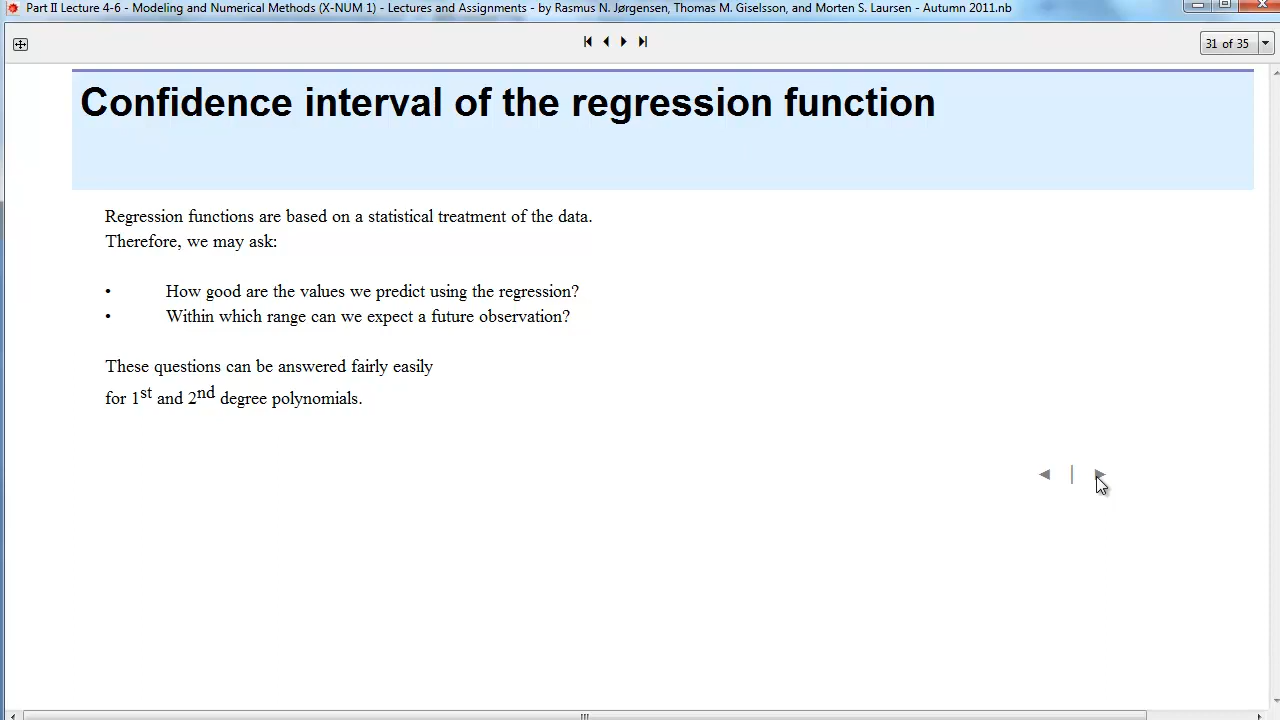 Part II Lecture 4-6 - Modeling and Numerical Methods (X-NUM 1) - Lectures and Assignments - by Rasmus N. Jørgensen, Thomas M. Giselsson, and Morten S. Laursen - Autumn 2011.nb
31 of 35
Confidence interval of the regression function
Regression functions are based on a statistical treatment of the data.
Therefore, we may ask:
• How good are the values we predict using the regression?
• Within which range can we expect a future observation?
These questions can be answered fairly easily
for 1st and 2nd degree polynomials.